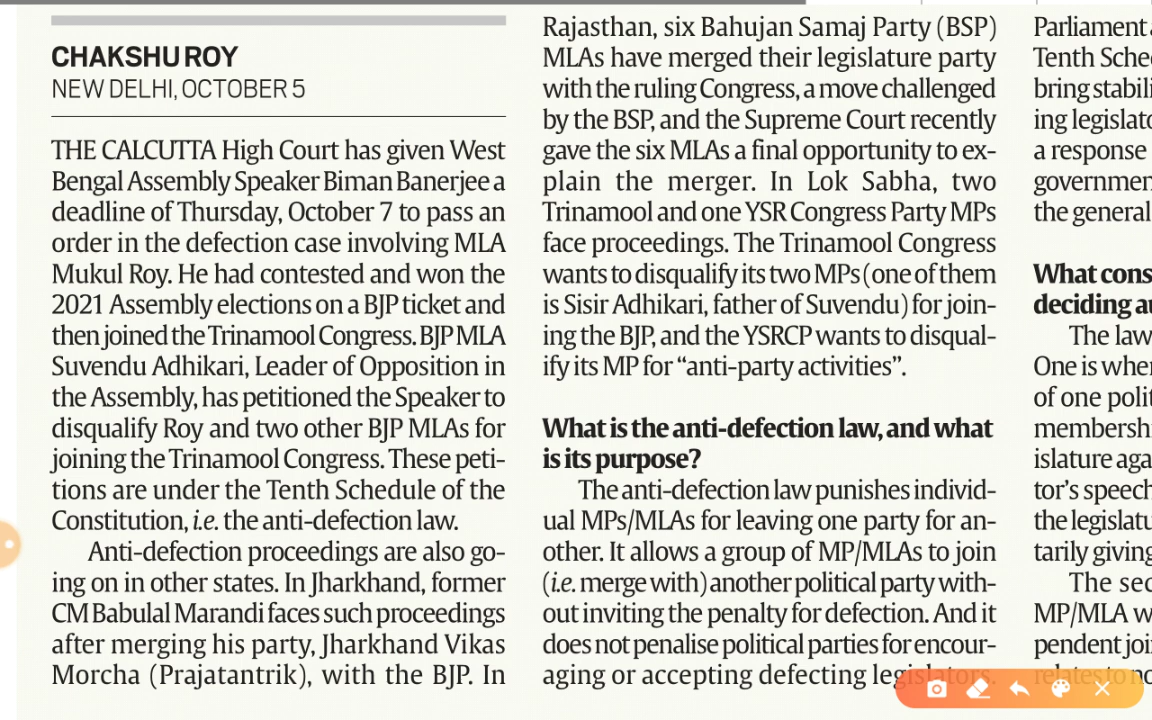 CHAKSHU ROY
NEW DELHI, OCTOBER 5
THE CALCUTTA High Court has given West
Bengal Assembly Speaker Biman Banerjee a
deadline of Thursday, October 7 to pass an
order in the defection case involving MLA
Mukul Roy. He had contested and won the
2021 Assembly elections on a BJP ticket and
then joined the Trinamool Congress. BJP MLA
Suvendu Adhikari, Leader of Opposition in
the Assembly, has petitioned the Speaker to
disqualify Roy and two other BJP MLAs for
joining the Trinamool Congress. These peti-
tions are under the Tenth Schedule of the
Constitution, i.e. the anti-defection law.
Anti-defection proceedings are also go-
ing on in other states. In Jharkhand, former
CM Babulal Marandi faces such proceedings
after merging his party, Jharkhand Vikas
Morcha (Prajatantrik), with the BJP. In
Rajasthan, six Bahujan Samaj Party (BSP)
MLAs have merged their legislature party
with the ruling Congress, a move challenged
by the BSP, and the Supreme Court recently
gave the six MLAs a final opportunity to ex-
plain the merger. In Lok Sabha, two
Trinamool and one YSR Congress Party MPs
face proceedings. The Trinamool Congress
wants to disqualify its two MPs (one of them
is Sisir Adhikari, father of Suvendu) for join-
ing the BJP, and the YSRCP wants to disqual-
ify its MP for “anti-party activities”.
What is the anti-defection law, and what
is its purpose?
The anti-defection law punishes individ-
ual MPs/MLAs for leaving one party for an-
other. It allows a group of MP/MLAs to join
(i.e. merge with) another political party with-
out inviting the penalty for defection. And it
does not penalise political parties for encour-
aging or accepting defecting legislators.
Parliament
Tenth Sche
bring stabili
ing legislato
a response
governmen
the general
What cons
deciding au
The law
One is when
of one polit
membersh
islature aga
tor’s speech
the legislatu
tarily giving
The sec
MP/MLA w
pendent joi
relates to no